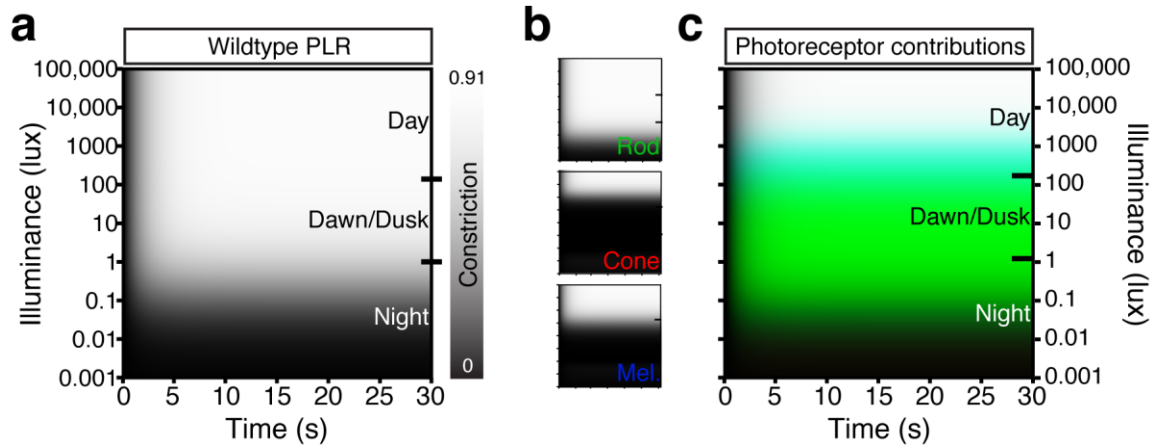 a
Wildtype PLR
100,000
10,000
1000
100
10
1
0.1
0.01
0.001
Illuminance (lux)
Day
Dawn/Dusk
Night
0 5 10 15 20 25 30
Time (s)
0.91
Constriction
0
b
Rod
Cone
Mel.
c
Photoreceptor contributions
Day
Dawn/Dusk
Night
100,000
10,000
1000
100
10
1
0.1
0.01
0.001
Illuminance (lux)
0 5 10 15 20 25 30
Time (s)